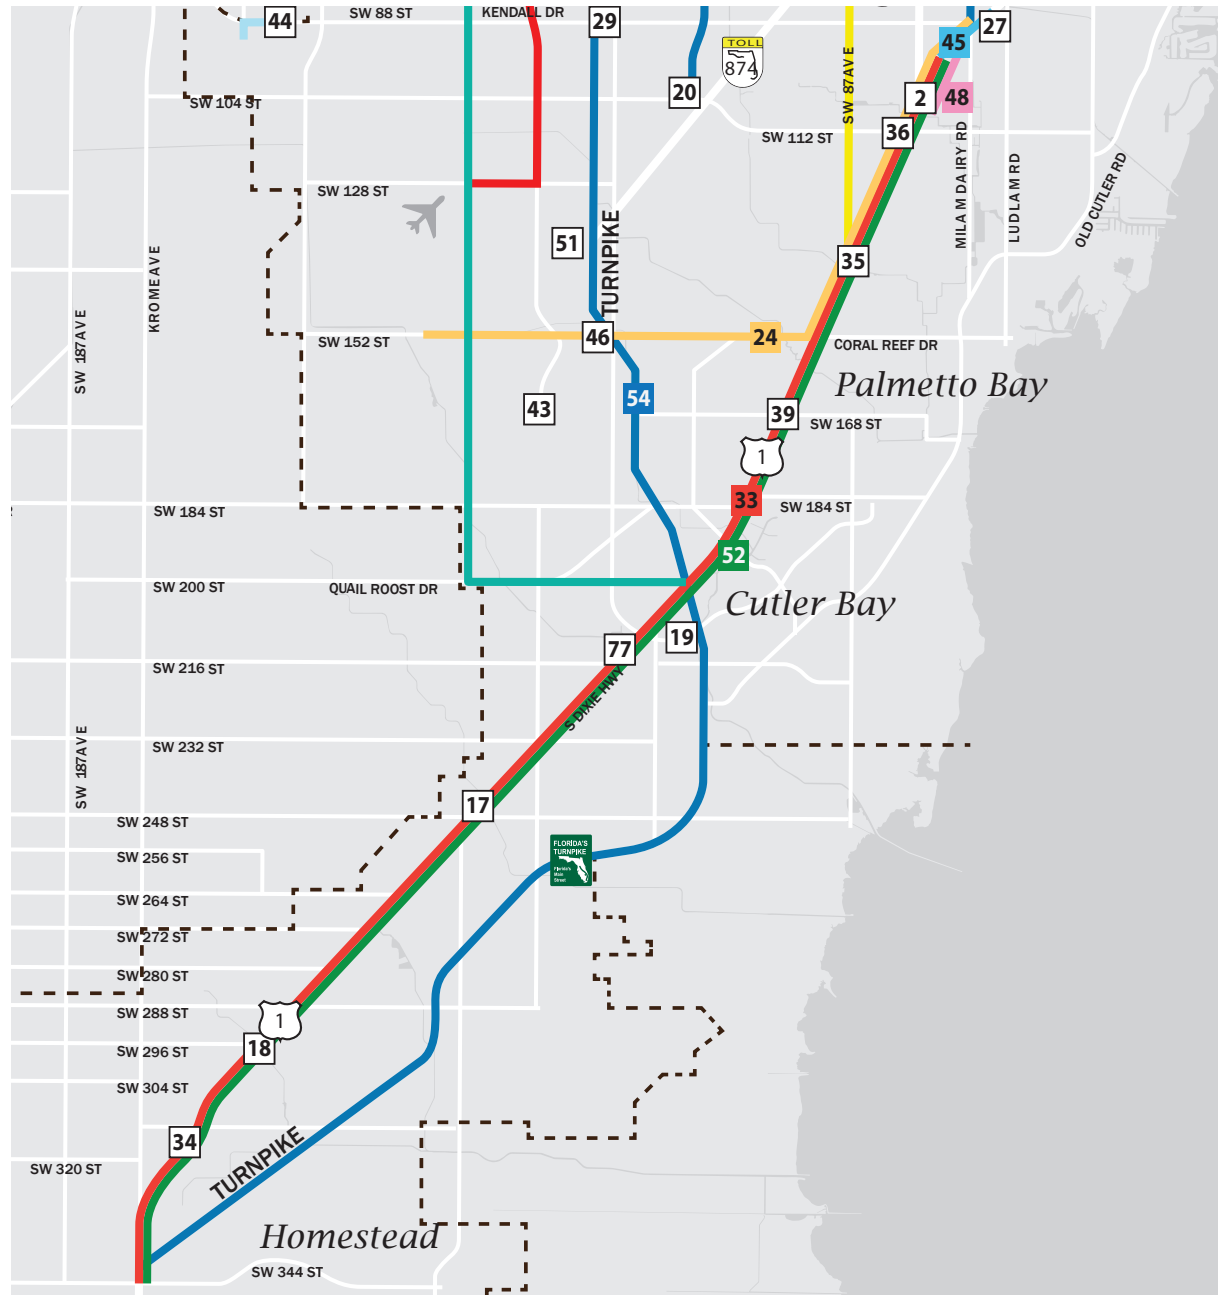 SW 88 ST
KENDALL DR
44
29
27
45
TOLL
874
20
SW 87 AVE
2
48
SW 104 ST
36
SW 112 ST
MILAM DAIRY RD
LUDLAM RD
OLD CUTLER RD
SW 128 ST
51
TURNPIKE
35
KROME AVE
SW 187 AVE
SW 152 ST
46
24
CORAL REEF DR
Palmetto Bay
54
43
39
SW 168 ST
1
33
SW 184 ST
SW 184 ST
52
SW 200 ST
QUAIL ROOST DR
Cutler Bay
19
77
SW 216 ST
S DIXIE HWY
SW 232 ST
SW 187 AVE
17
SW 248 ST
FLORIDA'S
TURNPIKE
Florida's
Main
Street
SW 256 ST
SW 264 ST
SW 272 ST
SW 280 ST
SW 288 ST
1
18
SW 296 ST
SW 304 ST
34
TURNPIKE
SW 320 ST
Homestead
SW 344 ST